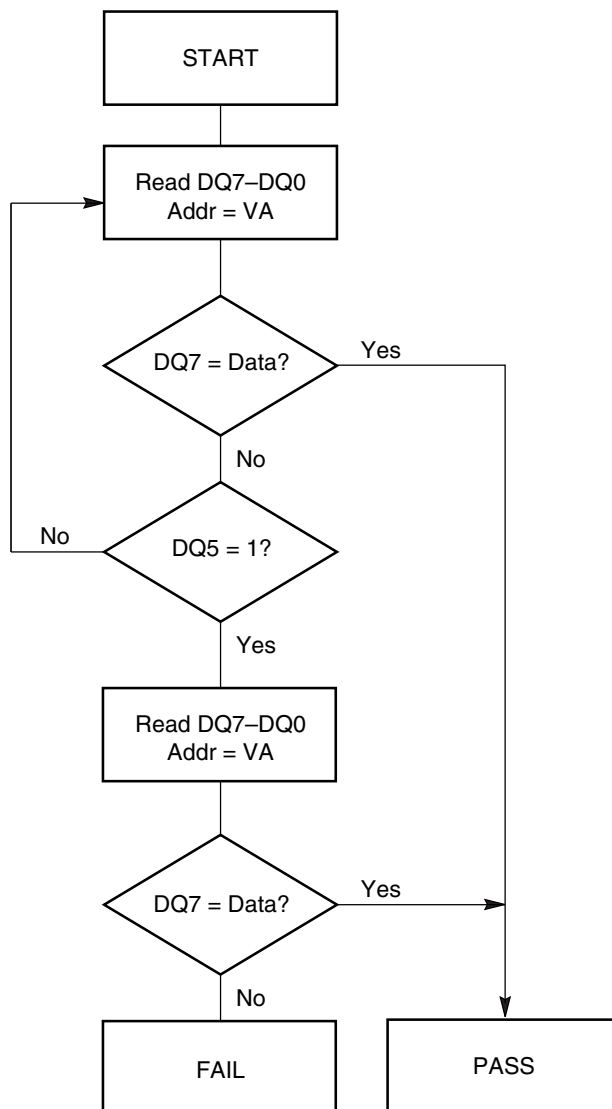 START
Read DQ7–DQ0
Addr = VA
DQ7 = Data?
Yes
No
DQ5 = 1?
No
Yes
Read DQ7–DQ0
Addr = VA
DQ7 = Data?
Yes
No
FAIL
PASS